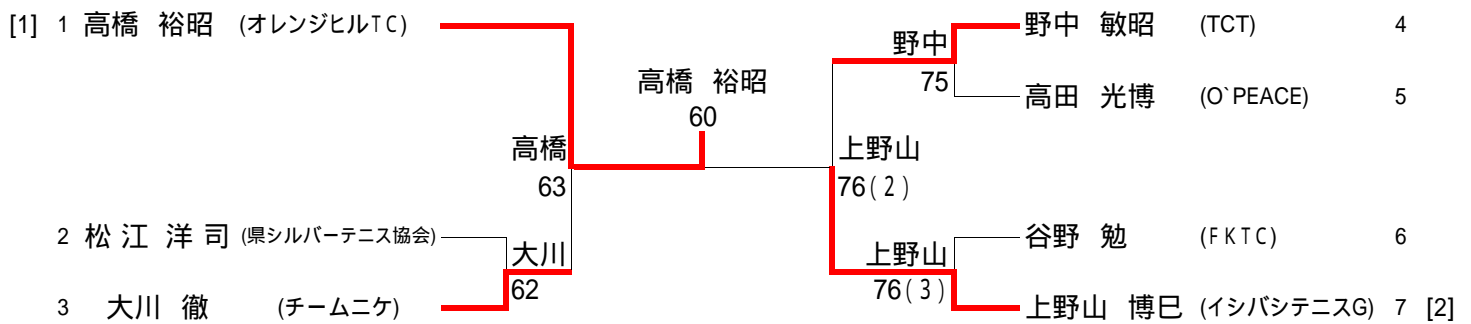 [1] 1 高橋 裕昭 (オレンジヒルTC)
2 松江 洋司 (県シルバーテニス協会)
3 大川 徹 (チームニケ)
大川
62
高橋
63
高橋 裕昭
60
野中
75
上野山
76(2)
上野山
76(3)
野中 敏昭 (TCT) 4
高田 光博 (O`PEACE) 5
谷野 勉 (FKTC) 6
上野山 博巳 (イシバシテニスG) 7 [2]